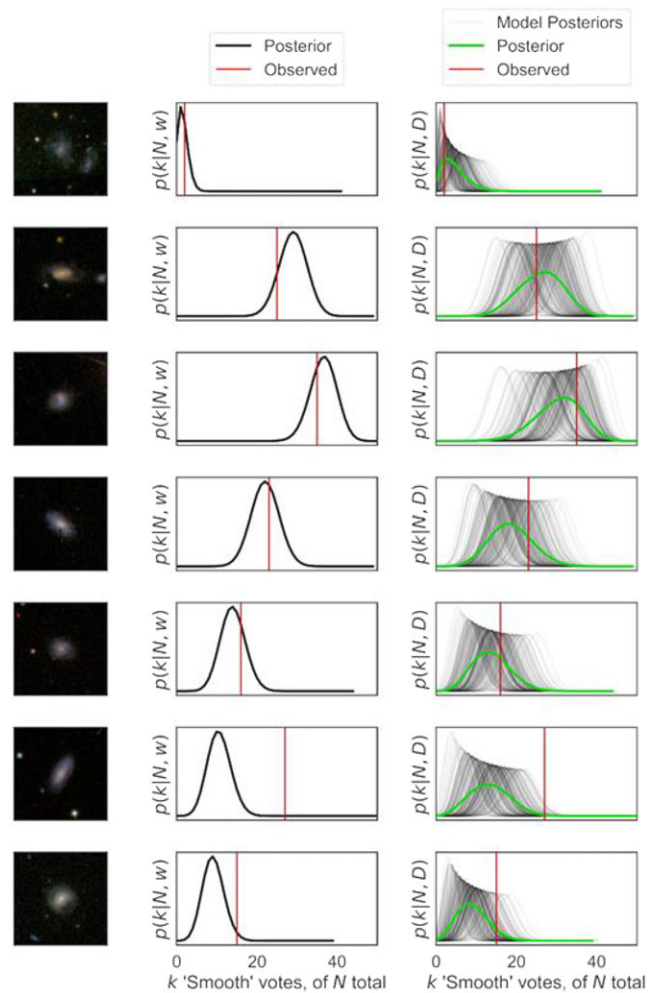 Posterior
Observed
Model Posteriors
Posterior
Observed
p(k|N, w)
p(k|N, D)
p(k|N, w)
p(k|N, D)
p(k|N, w)
p(k|N, D)
p(k|N, w)
p(k|N, D)
p(k|N, w)
p(k|N, D)
p(k|N, w)
p(k|N, D)
p(k|N, w)
p(k|N, D)
0 20 40
0 20 40
k 'Smooth' votes, of N total
k 'Smooth' votes, of N total